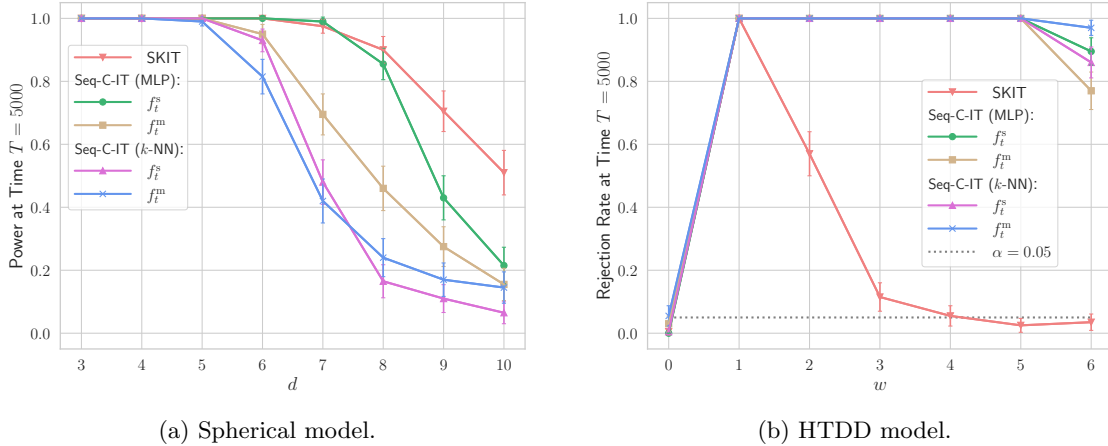 Power at Time T = 5000
1.0
0.8
0.6
0.4
0.2
0.0
SKIT
Seq-C-IT (MLP):
f_t^s
f_t^m
Seq-C-IT (k-NN):
f_t^s
f_t^m
3 4 5 6 7 8 9 10
d
(a) Spherical model.
Rejection Rate at Time T = 5000
1.0
0.8
0.6
0.4
0.2
0.0
SKIT
Seq-C-IT (MLP):
f_t^s
f_t^m
Seq-C-IT (k-NN):
f_t^s
f_t^m
α = 0.05
0 1 2 3 4 5 6
w
(b) HTDD model.